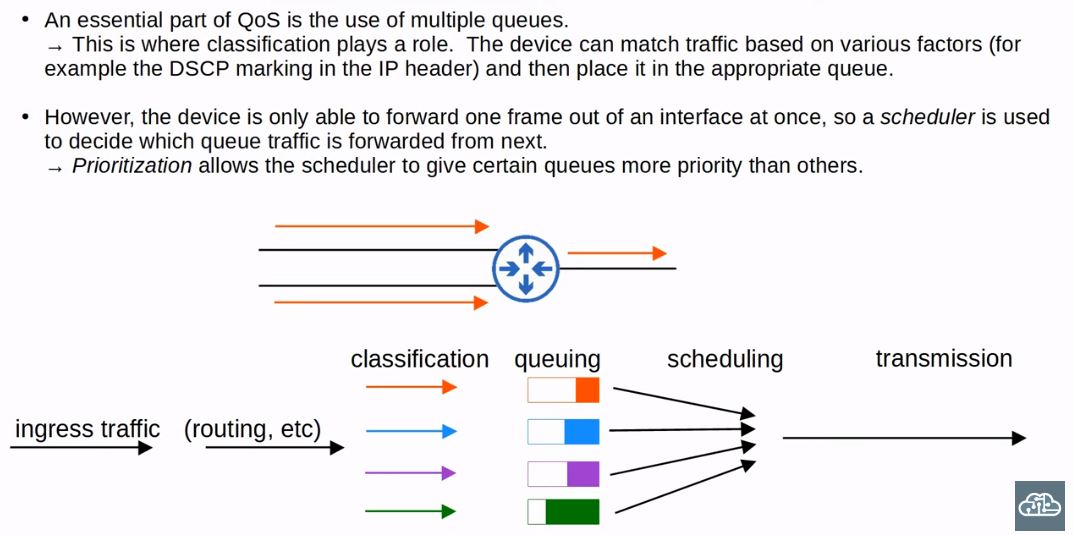 • An essential part of QoS is the use of multiple queues.
→ This is where classification plays a role.  The device can match traffic based on various factors (for
example the DSCP marking in the IP header) and then place it in the appropriate queue.
• However, the device is only able to forward one frame out of an interface at once, so a scheduler is used
to decide which queue traffic is forwarded from next.
→ Prioritization allows the scheduler to give certain queues more priority than others.
classification queuing scheduling transmission
ingress traffic (routing, etc)